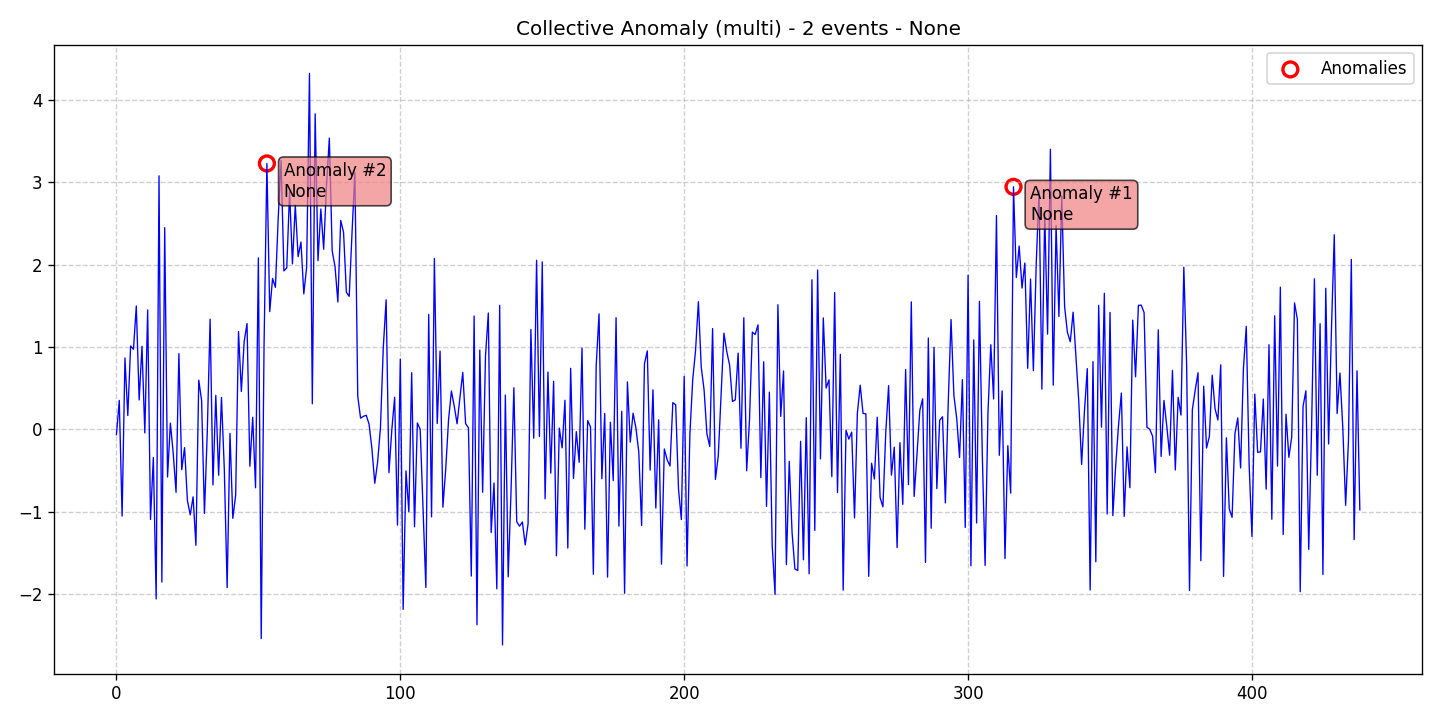 Collective Anomaly (multi) - 2 events - None
Anomalies
Anomaly #2
None
Anomaly #1
None
4
3
2
1
0
−1
−2
0
100
200
300
400